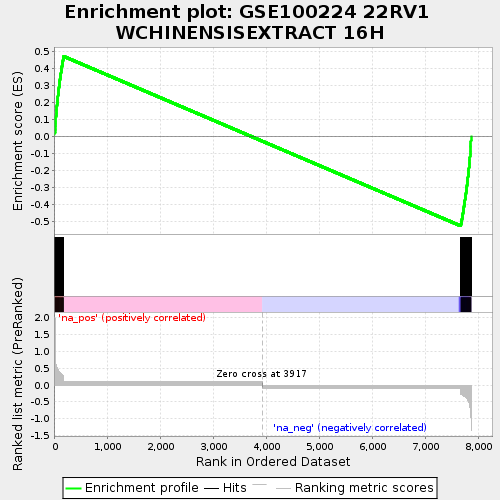 Enrichment plot: GSE100224 22RV1
WCHINENSISEXTRACT 16H
Enrichment score (ES)
0.5
0.4
0.3
0.2
0.1
0.0
-0.1
-0.2
-0.3
-0.4
-0.5
'na_pos' (positively correlated)
Ranked list metric (PreRanked)
2.0
1.5
1.0
0.5
0.0
-0.5
-1.0
-1.5
Zero cross at 3917
'na_neg' (negatively correlated)
0 1,000 2,000 3,000 4,000 5,000 6,000 7,000 8,000
Rank in Ordered Dataset
Enrichment profile Hits Ranking metric scores